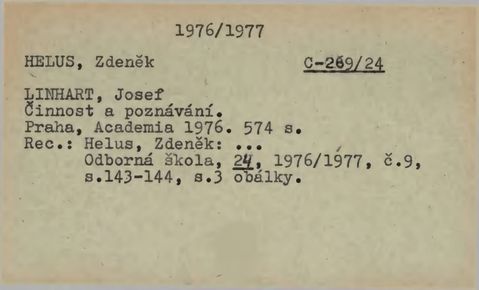 1976/1977
HELUS, Zdeněk C-269/24
LINHART, Josef
Činnost a poznávání.
Praha, Academia 1976. 574 s.
Rec.: Helus, Zdeněk: ...
Odborná škola, 24, 1976/1977, č.9,
s.143-144, s.3 obálky.